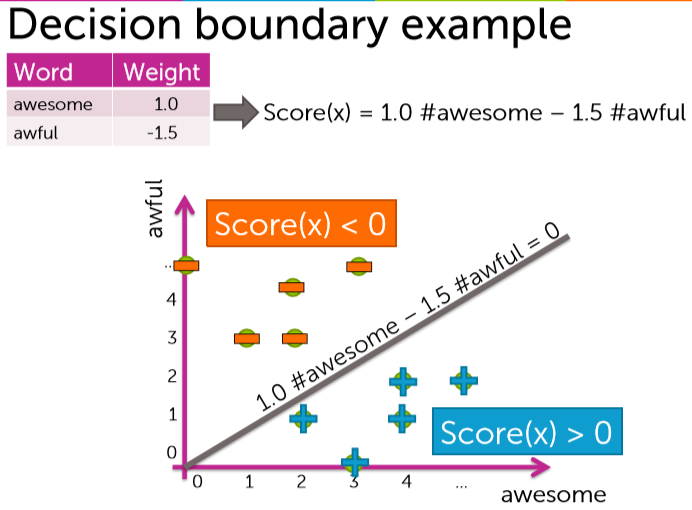 Decision boundary example
Word Weight
awesome 1.0
awful -1.5
Score(x) = 1.0 #awesome – 1.5 #awful
awful
Score(x) < 0
1.0 #awesome – 1.5 #awful = 0
...
4
3
2
1
0
Score(x) > 0
0 1 2 3 4 ...
awesome